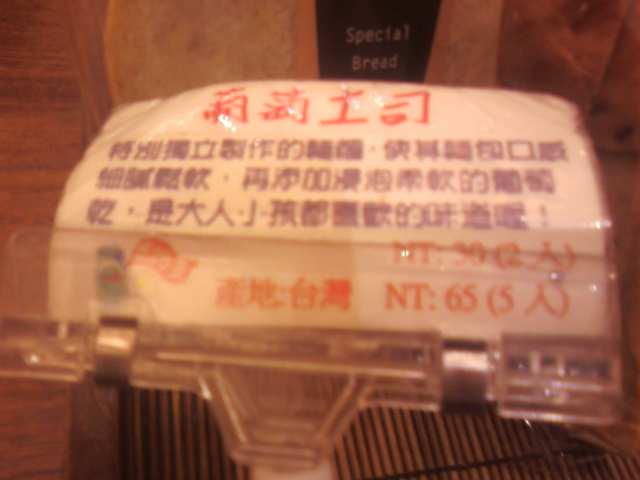 Special
Bread
葡萄土司
特別獨立製作的麵糰，使其麵包口感
細膩鬆軟，再添加浸泡柔軟的葡萄
乾，是大人小孩都喜歡的味道喔！
NT: 30 (2 人)
產地:台灣 NT: 65 (5 人)